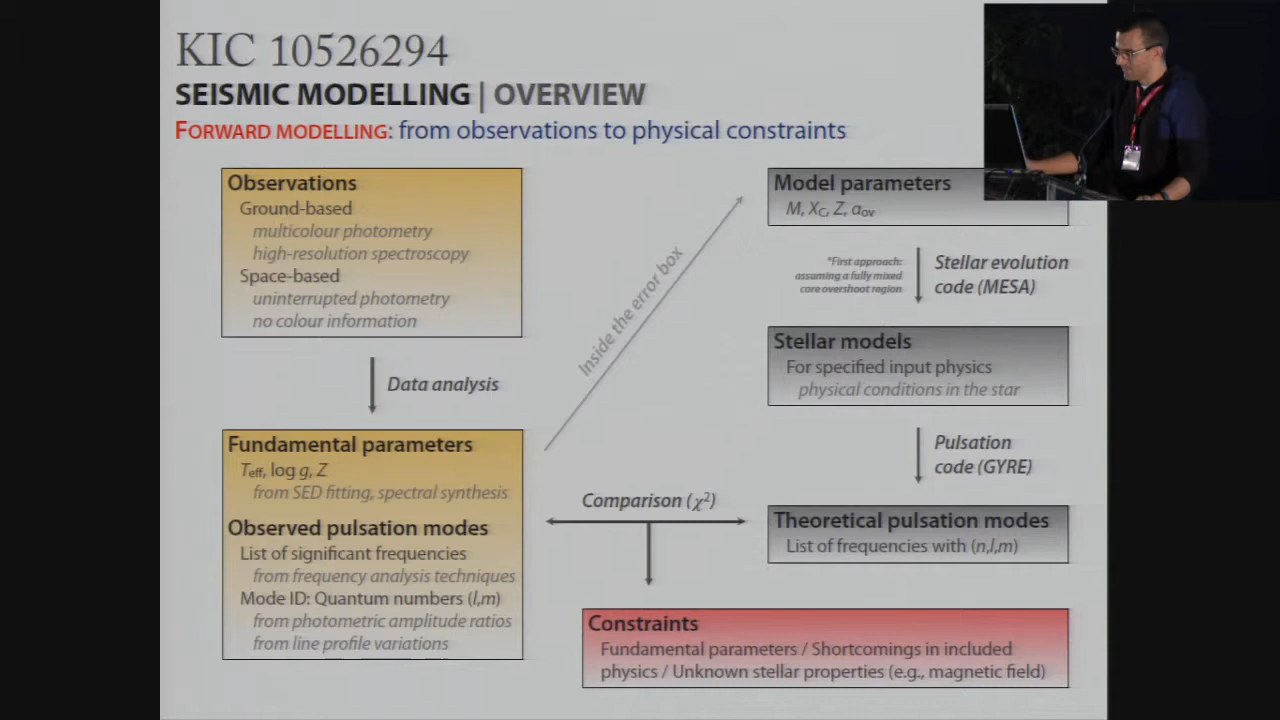 KIC 10526294
SEISMIC MODELLING | OVERVIEW
FORWARD MODELLING: from observations to physical constraints
Observations
Ground-based
multicolour photometry
high-resolution spectroscopy
Space-based
uninterrupted photometry
no colour information
Data analysis
Fundamental parameters
Teff, log g, Z
from SED fitting, spectral synthesis
Observed pulsation modes
List of significant frequencies
from frequency analysis techniques
Mode ID: Quantum numbers (l,m)
from photometric amplitude ratios
from line profile variations
Inside the error box
Model parameters
M, XC, Z, αov
*First approach:
assuming a fully mixed
core overshoot region
Stellar evolution
code (MESA)
Stellar models
For specified input physics
physical conditions in the star
Pulsation
code (GYRE)
Comparison (χ²)
Theoretical pulsation modes
List of frequencies with (n,l,m)
Constraints
Fundamental parameters / Shortcomings in included
physics / Unknown stellar properties (e.g., magnetic field)